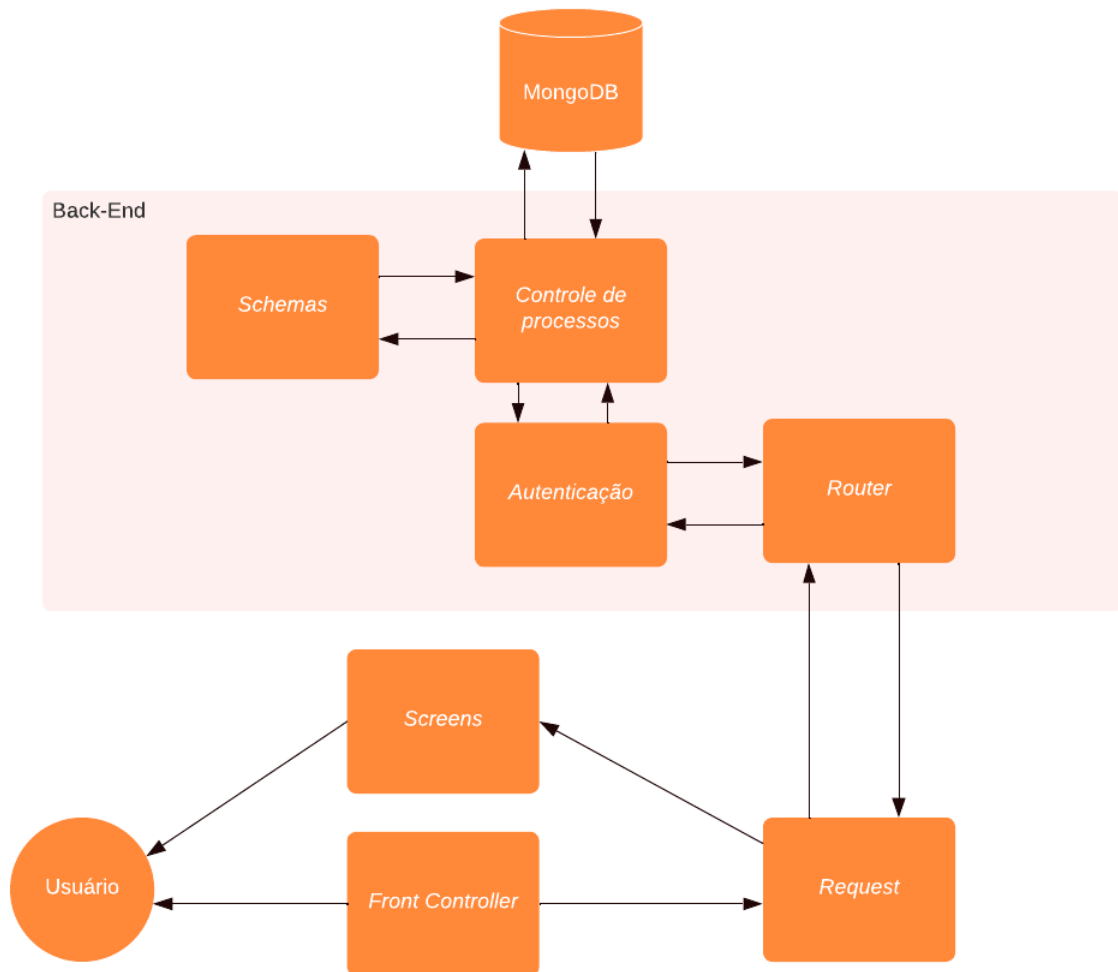 MongoDB
Back-End
Schemas
Controle de
processos
Autenticação
Router
Screens
Usuário
Front Controller
Request